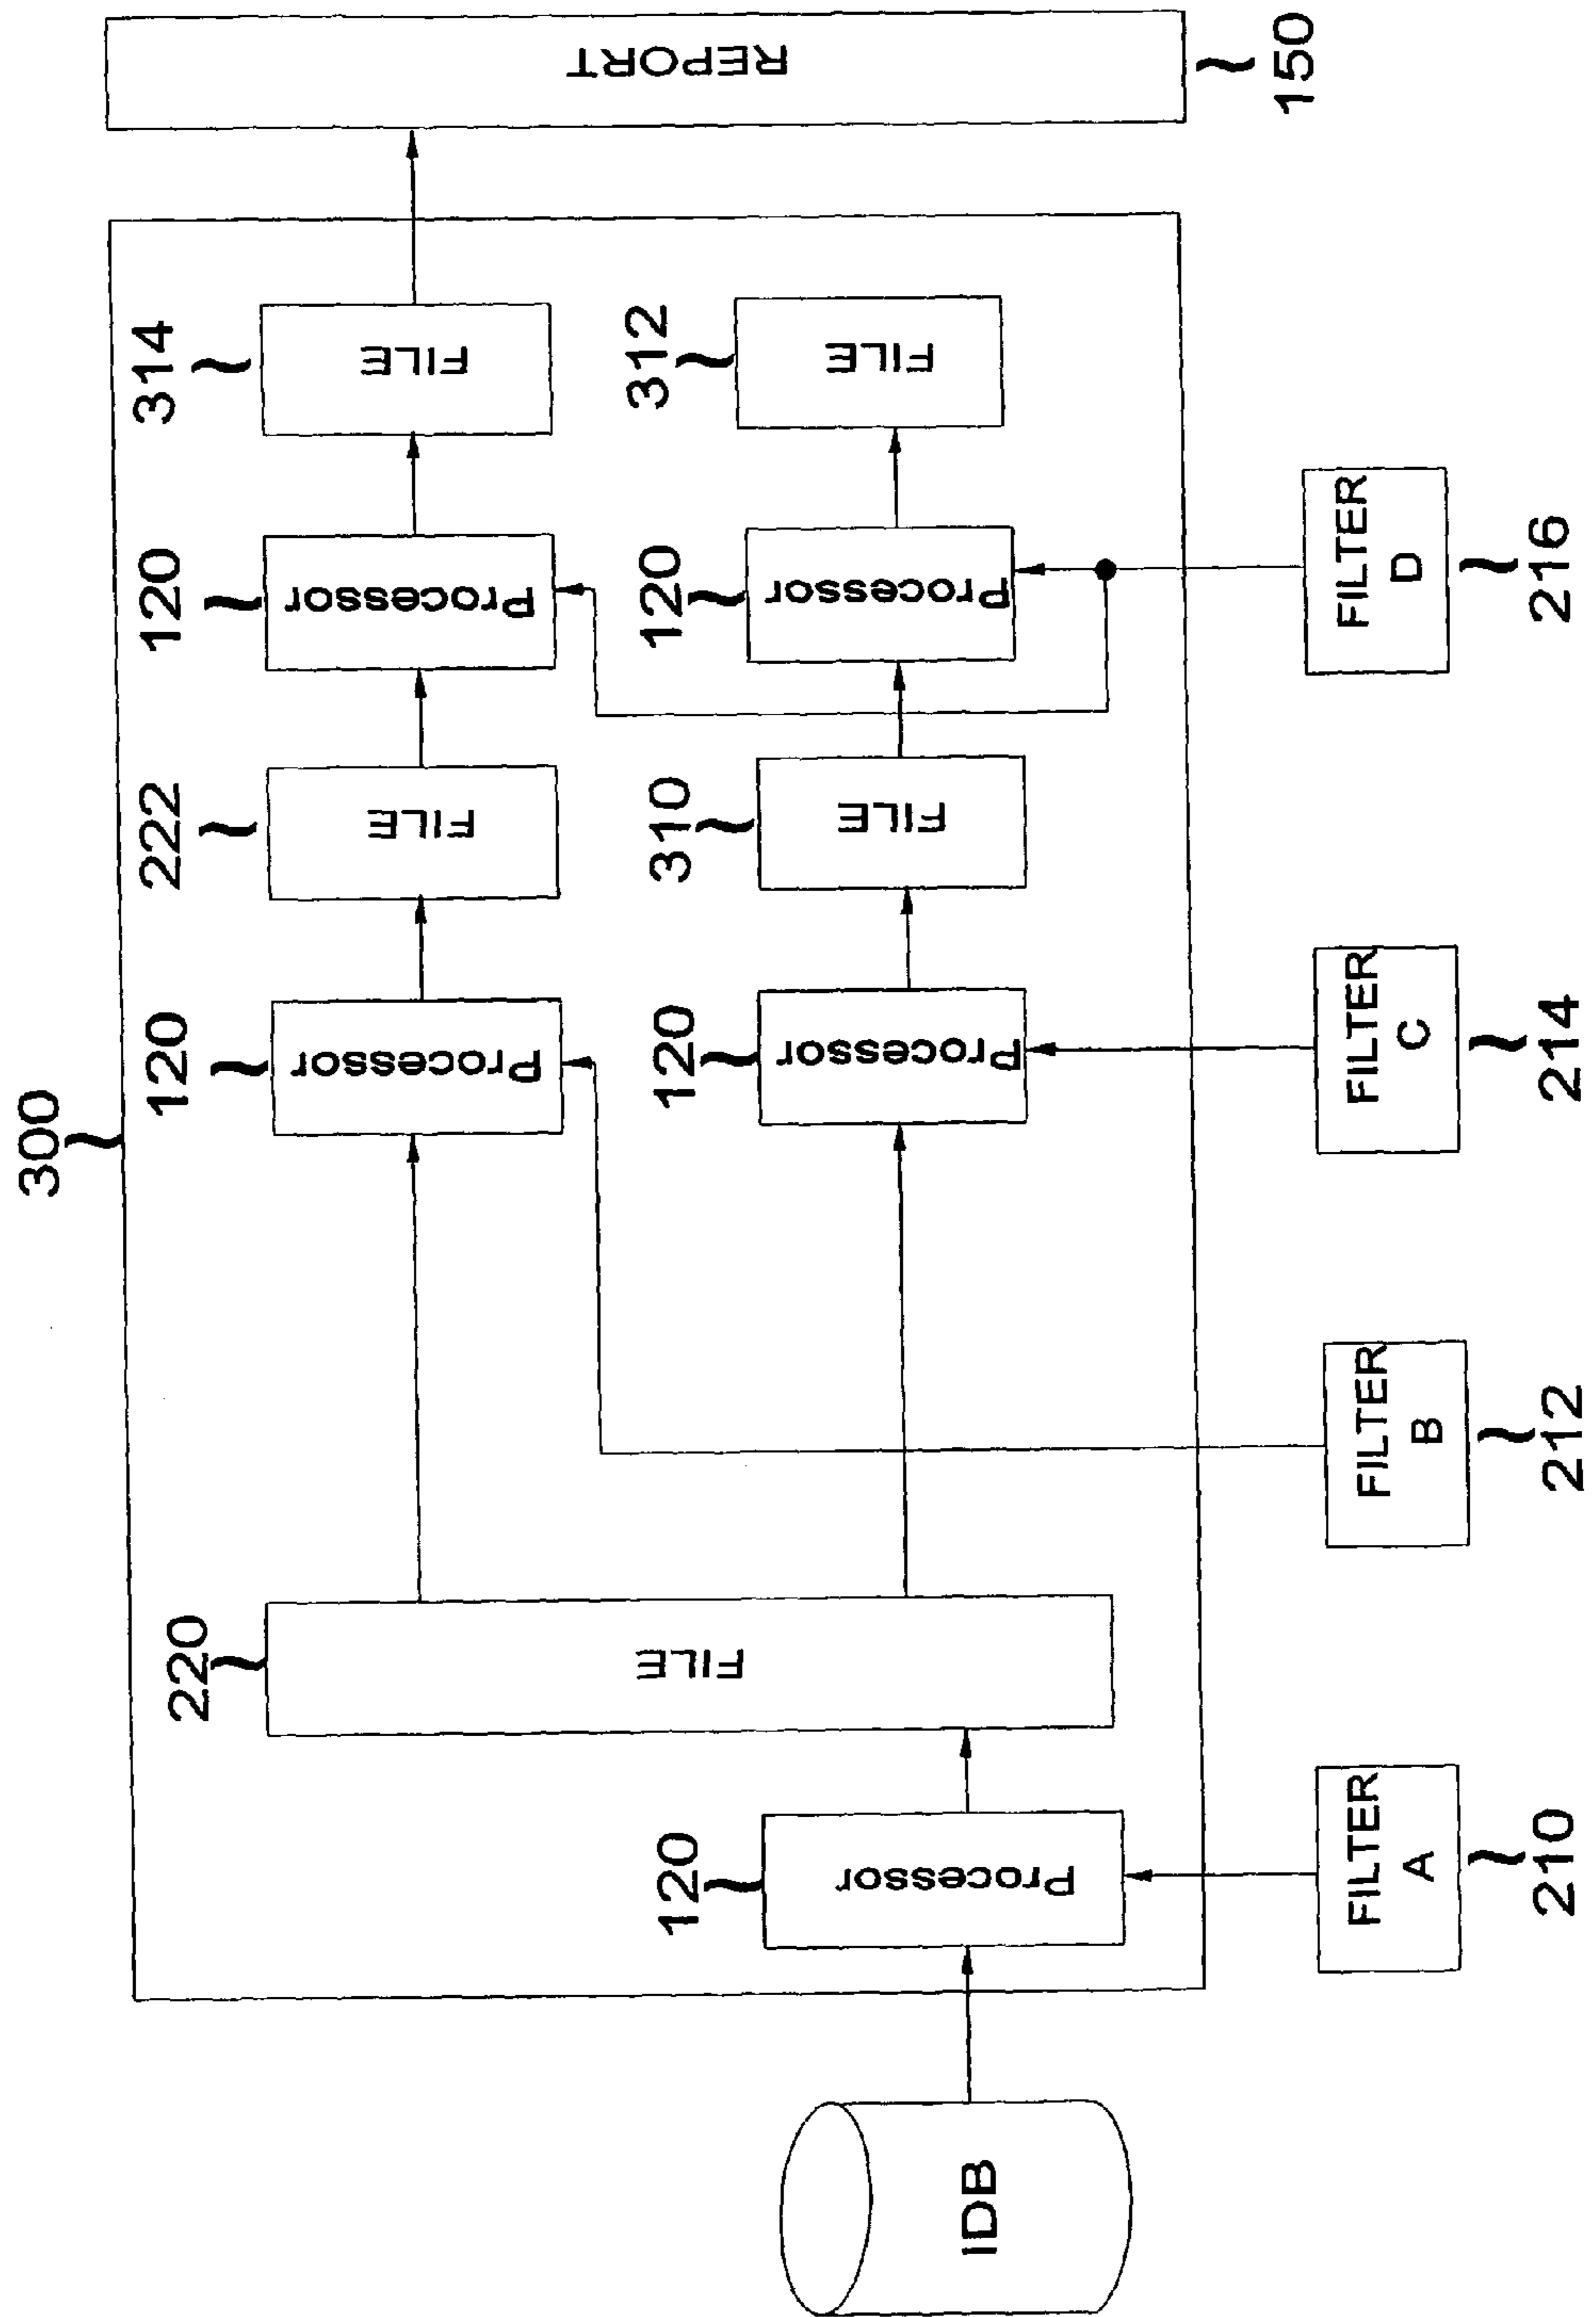 300
REPORT
150
314
FILE
312
FILE
120
Processor
120
Processor
FILTER
D
216
222
FILE
310
FILE
120
Processor
120
Processor
FILTER
C
214
FILTER
B
212
220
FILE
120
Processor
FILTER
A
210
IDB